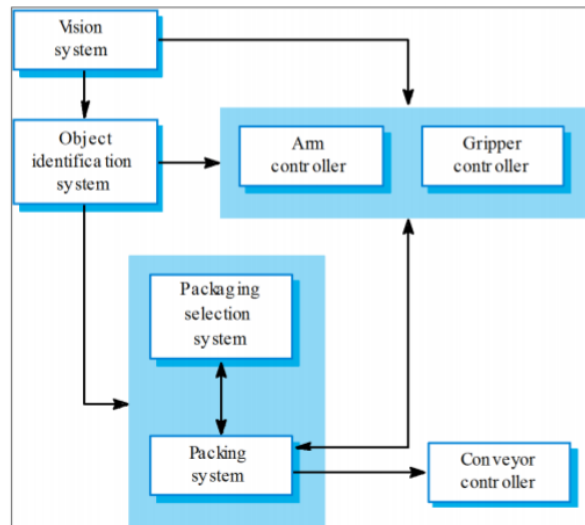 Vision
system
Object
identification
system
Arm
controller
Gripper
controller
Packaging
selection
system
Packing
system
Conveyor
controller